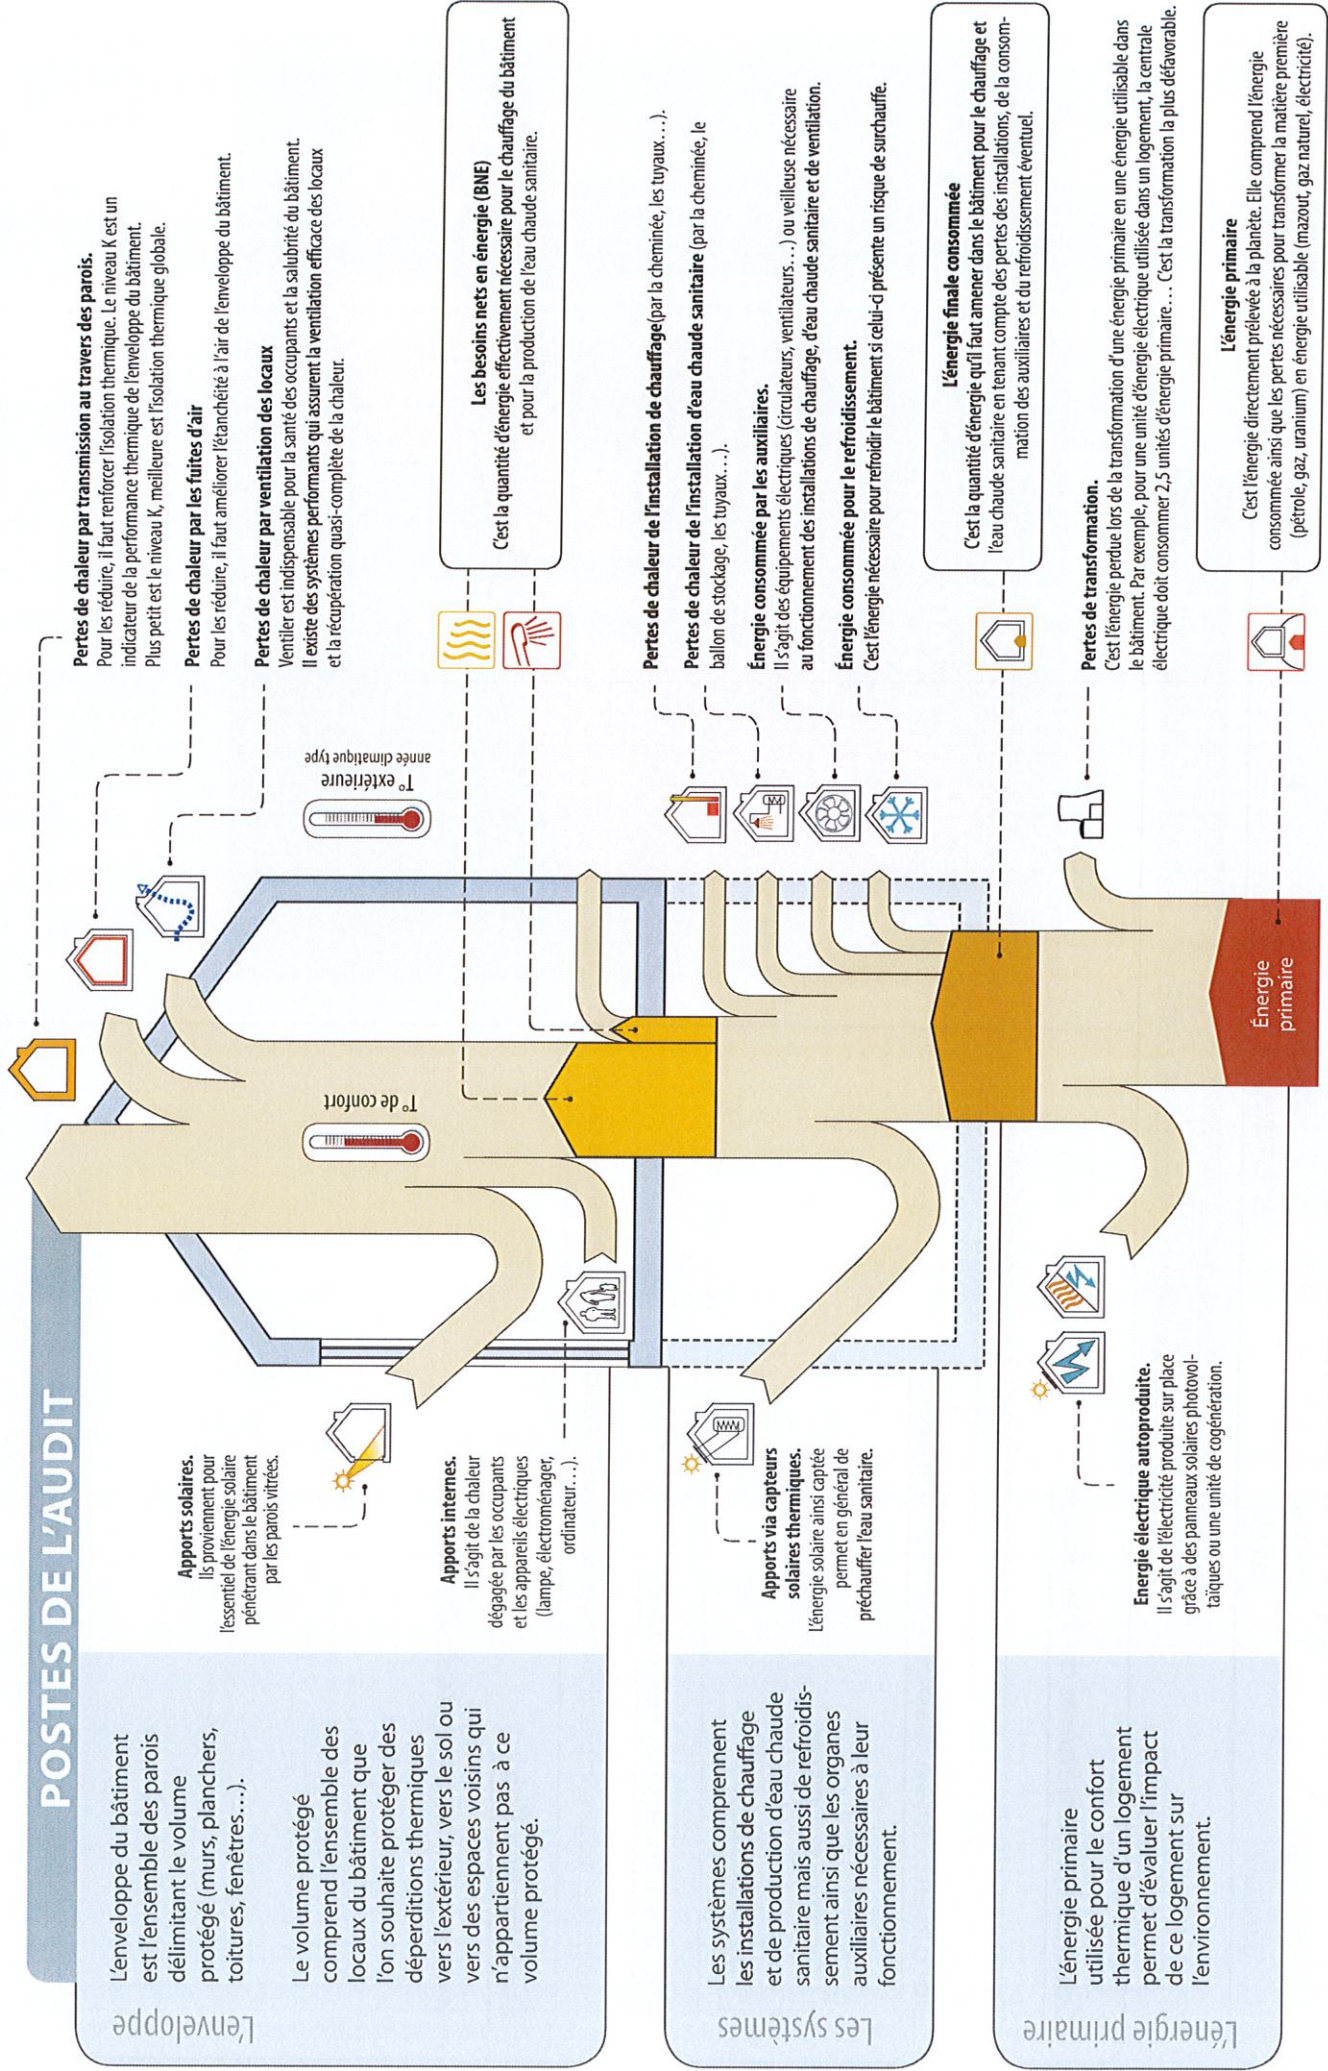 POSTES DE L'AUDIT
L'enveloppe
L'enveloppe du bâtiment
est l'ensemble des parois
délimitant le volume
protégé (murs, planchers,
toitures, fenêtres...).
Le volume protégé
comprend l'ensemble des
locaux du bâtiment que
l'on souhaite protéger des
déperditions thermiques
vers l'extérieur, vers le sol ou
vers des espaces voisins qui
n'appartiennent pas à ce
volume protégé.
Apports solaires.
Ils proviennent pour
l'essentiel de l'énergie solaire
pénétrant dans le bâtiment
par les parois vitrées.
Apports internes.
Il s'agit de la chaleur
dégagée par les occupants
et les appareils électriques
(lampe, électroménager,
ordinateur...).
T° de confort
T° extérieure
année climatique type
Pertes de chaleur par transmission au travers des parois.
Pour les réduire, il faut renforcer l'isolation thermique. Le niveau K est un
indicateur de la performance thermique de l'enveloppe du bâtiment.
Plus petit est le niveau K, meilleure est l'isolation thermique globale.
Pertes de chaleur par les fuites d'air
Pour les réduire, il faut améliorer l'étanchéité à l'air de l'enveloppe du bâtiment.
Pertes de chaleur par ventilation des locaux
Ventiler est indispensable pour la santé des occupants et la salubrité du bâtiment.
Il existe des systèmes performants qui assurent la ventilation efficace des locaux
et la récupération quasi-complète de la chaleur.
Les besoins nets en énergie (BNE)
C'est la quantité d'énergie effectivement nécessaire pour le chauffage du bâtiment
et pour la production de l'eau chaude sanitaire.
Les systèmes
Les systèmes comprennent
les installations de chauffage
et de production d'eau chaude
sanitaire mais aussi de refroidis-
sement ainsi que les organes
auxiliaires nécessaires à leur
fonctionnement.
Apports via capteurs
solaires thermiques.
L'énergie solaire ainsi captée
permet en général de
préchauffer l'eau sanitaire.
Pertes de chaleur de l'installation de chauffage(par la cheminée, les tuyaux...).
Pertes de chaleur de l'installation d'eau chaude sanitaire (par la cheminée, le
ballon de stockage, les tuyaux...).
Énergie consommée par les auxiliaires.
Il s'agit des équipements électriques (circulateurs, ventilateurs...) ou veilleuse nécessaire
au fonctionnement des installations de chauffage, d'eau chaude sanitaire et de ventilation.
Énergie consommée pour le refroidissement.
C'est l'énergie nécessaire pour refroidir le bâtiment si celui-ci présente un risque de surchauffe.
L'énergie finale consommée
C'est la quantité d'énergie qu'il faut amener dans le bâtiment pour le chauffage et
l'eau chaude sanitaire en tenant compte des pertes des installations, de la consom-
mation des auxiliaires et du refroidissement éventuel.
L'énergie primaire
L'énergie primaire
utilisée pour le confort
thermique d'un logement
permet d'évaluer l'impact
de ce logement sur
l'environnement.
Energie électrique autoproduite.
Il s'agit de l'électricité produite sur place
grâce à des panneaux solaires photovol-
taïques ou une unité de cogénération.
Énergie
primaire
Pertes de transformation.
C'est l'énergie perdue lors de la transformation d'une énergie primaire en une énergie utilisable dans
le bâtiment. Par exemple, pour une unité d'énergie électrique utilisée dans un logement, la centrale
électrique doit consommer 2,5 unités d'énergie primaire.... C'est la transformation la plus défavorable.
L'énergie primaire
C'est l'énergie directement prélevée à la planète. Elle comprend l'énergie
consommée ainsi que les pertes nécessaires pour transformer la matière première
(pétrole, gaz, uranium) en énergie utilisable (mazout, gaz naturel, électricité).